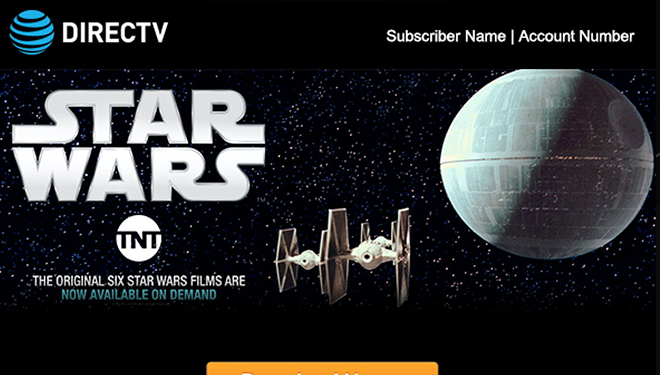 DIRECTV
Subscriber Name | Account Number
STAR
WARS
TM
TNT
THE ORIGINAL SIX STAR WARS FILMS ARE
NOW AVAILABLE ON DEMAND